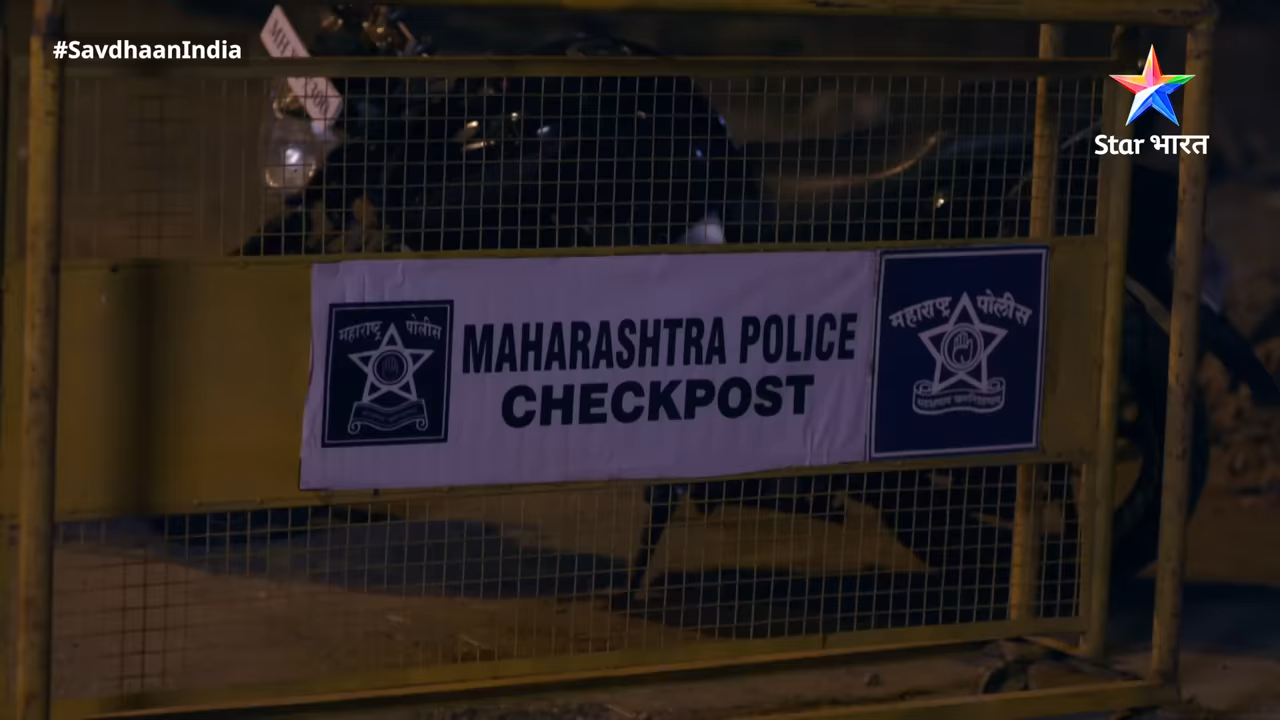 #SavdhaanIndia
Star भारत
महाराष्ट्र पोलीस
MAHARASHTRA POLICE
CHECKPOST
महाराष्ट्र पोलीस